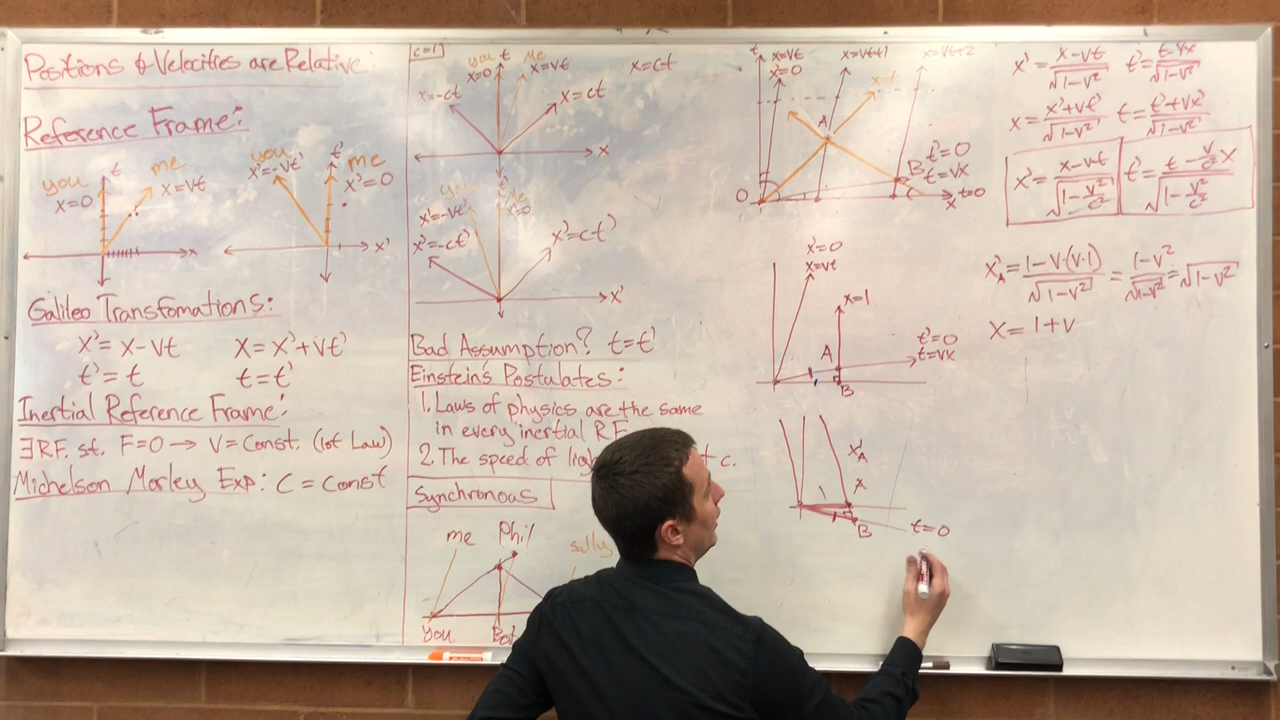 Positions & Velocities are Relative:
Reference Frame:
you
x=0
t
me
x=vt
x
you
x'=-vt'
t'
me
x'=0
x'
Galileo Transfomations:
x'=x-vt x=x'+vt'
t'=t t=t'
Inertial Reference Frame:
∃R.F. st. F=0 → V=Const. (1st Law)
Michelson Morley Exp: C = Const
c=1
you t me
x=0 x=vt x=ct
x=-ct x=ct
x
x'=-vt' x'=0
x'=-ct' x'=ct'
x'
Bad Assumption? t=t'
Einstein's Postulates:
1. Laws of physics are the same
in every inertial R.F.
2. The speed of c.
Synchronous
me Phil sally
you
t x=vt x=vt+1 x=vt+2
x'=0
A
B
t'=0
t=vx
O
x t=0
x'=0
x=vt
x=1
A
t'=0
t=vx
B
x'A
x
1
B
t=0
x'=x-vt/√1-v² t'=t-vx/√1-v²
x=x'+vt'/√1-v² t=t'+vx'/√1-v²
x'=x-vt/√1-v²/c² t'=t-v/c²x/√1-v²/c²
x'A=1-v·(v·1)/√1-v²=1-v²/√1-v²=√1-v²
x=1+v